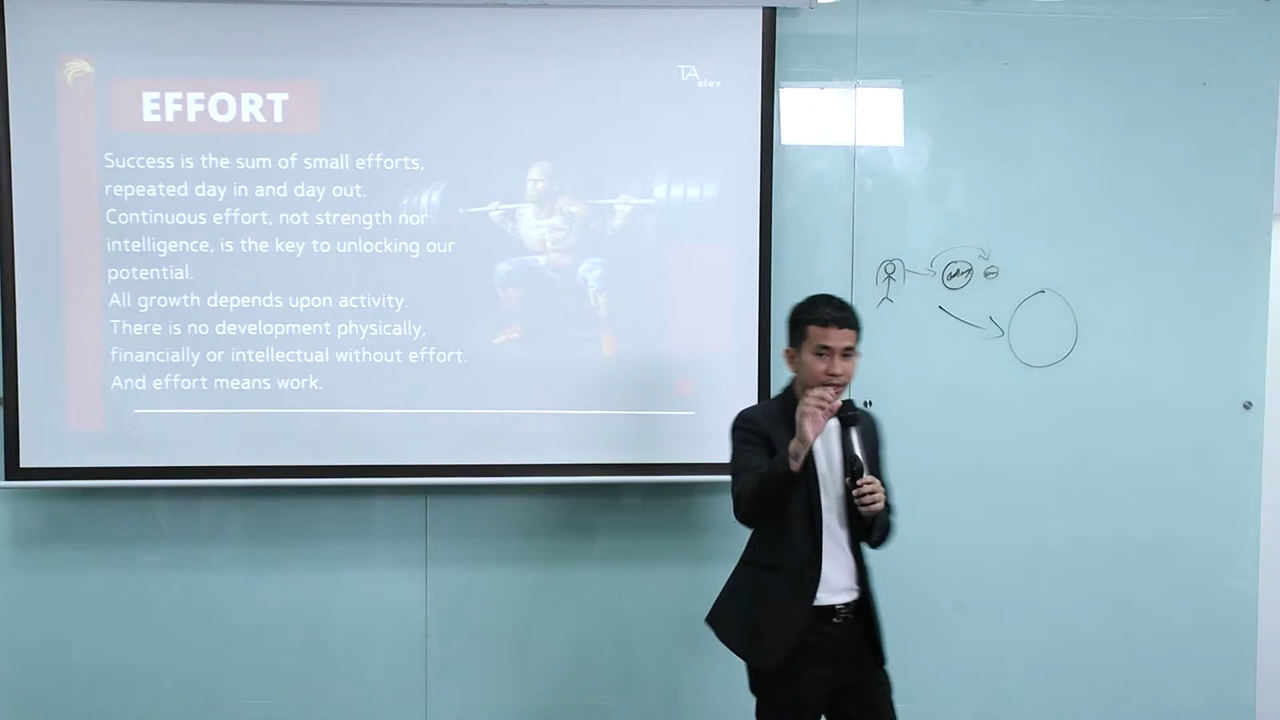 TA
elev
EFFORT
Success is the sum of small efforts,
repeated day in and day out.
Continuous effort, not strength nor
intelligence, is the key to unlocking our
potential.
All growth depends upon activity.
There is no development physically,
financially or intellectual without effort.
And effort means work.